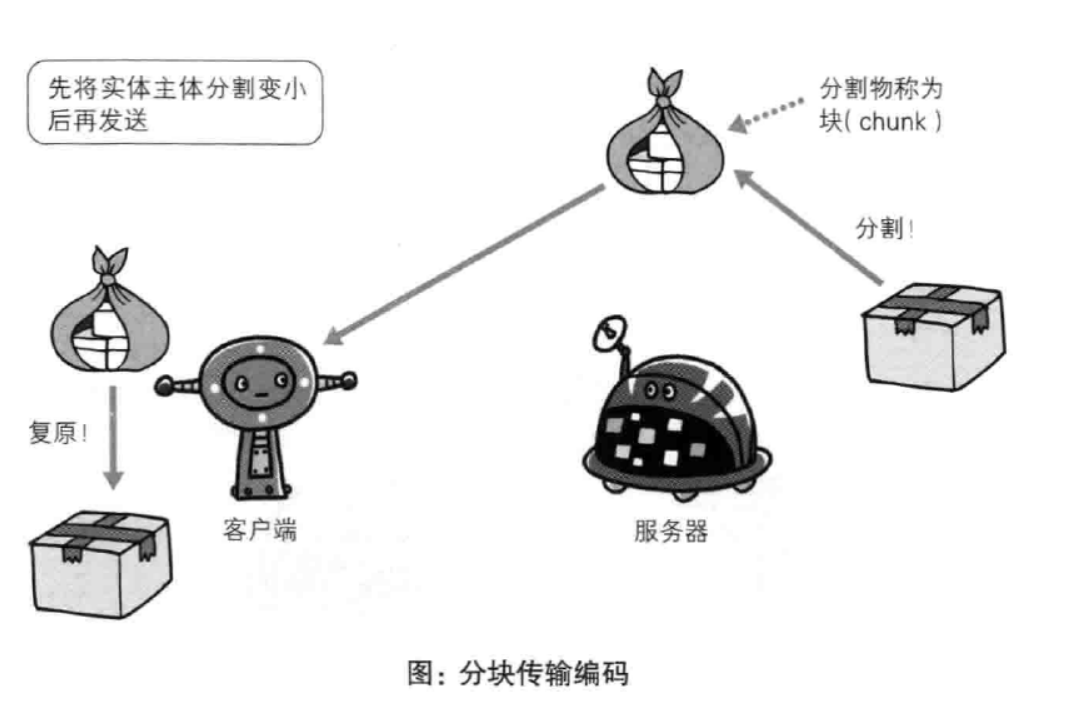 先将实体主体分割变小
后再发送
分割物称为
块( chunk )
分割!
复原!
客户端
服务器
图：分块传输编码